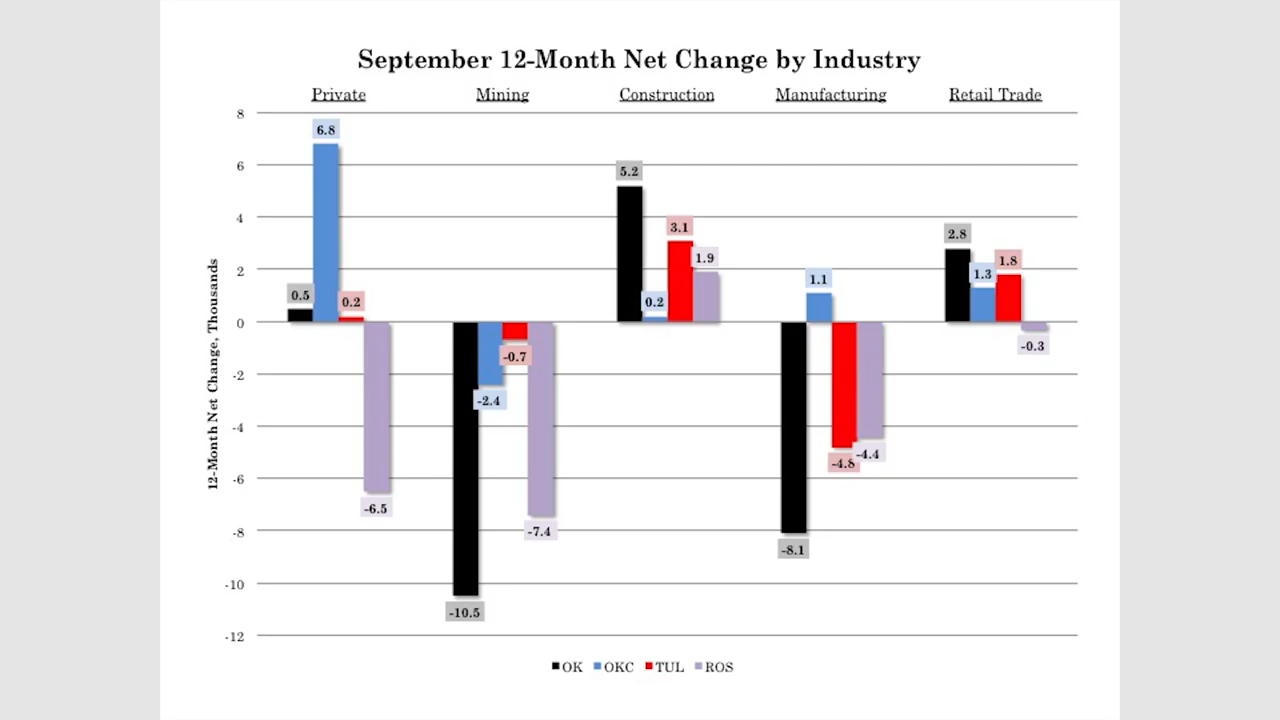 September 12-Month Net Change by Industry
Private Mining Construction Manufacturing Retail Trade
12-Month Net Change, Thousands
8
6
4
2
0
-2
-4
-6
-8
-10
-12
0.5 6.8 0.2 -6.5
-10.5 -2.4 -0.7 -7.4
5.2 0.2 3.1 1.9
-8.1 1.1 -4.8 -4.4
2.8 1.3 1.8 -0.3
OK OKC TUL ROS